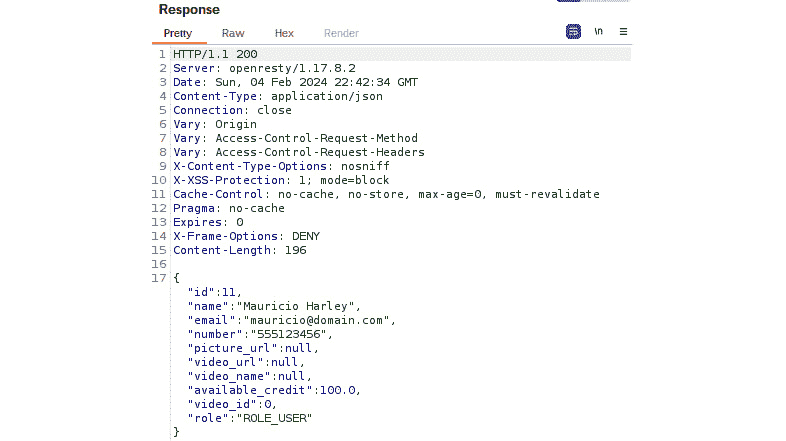 Response
Pretty Raw Hex Render \n
1 HTTP/1.1 200
2 Server: openresty/1.17.8.2
3 Date: Sun, 04 Feb 2024 22:42:34 GMT
4 Content-Type: application/json
5 Connection: close
6 Vary: Origin
7 Vary: Access-Control-Request-Method
8 Vary: Access-Control-Request-Headers
9 X-Content-Type-Options: nosniff
10 X-XSS-Protection: 1; mode=block
11 Cache-Control: no-cache, no-store, max-age=0, must-revalidate
12 Pragma: no-cache
13 Expires: 0
14 X-Frame-Options: DENY
15 Content-Length: 196
16
17 {
"id":11,
"name":"Mauricio Harley",
"email":"mauricio@domain.com",
"number":"555123456",
"picture_url":null,
"video_url":null,
"video_name":null,
"available_credit":100.0,
"video_id":0,
"role":"ROLE_USER"
}